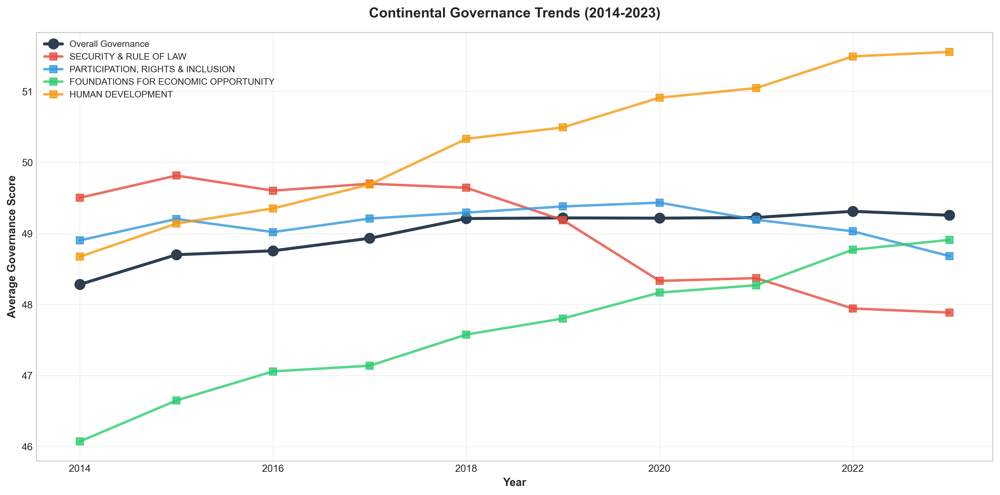 Continental Governance Trends (2014-2023)
Overall Governance
SECURITY & RULE OF LAW
PARTICIPATION, RIGHTS & INCLUSION
FOUNDATIONS FOR ECONOMIC OPPORTUNITY
HUMAN DEVELOPMENT
Average Governance Score
51
50
49
48
47
46
2014
2016
2018
2020
2022
Year